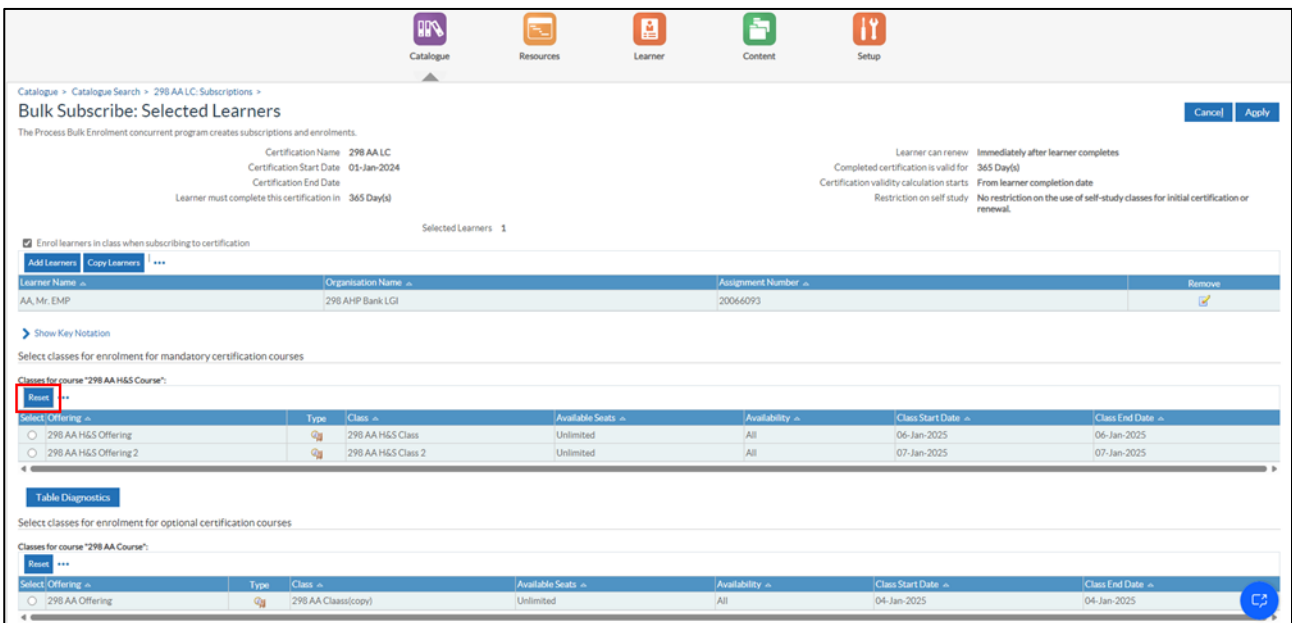 Catalogue Resources Learner Content Setup
Catalogue > Catalogue Search > 298 AA LC: Subscriptions >
Bulk Subscribe: Selected Learners
Cancel Apply
The Process Bulk Enrolment concurrent program creates subscriptions and enrolments.
Certification Name 298 AA LC Learner can renew Immediately after learner completes
Certification Start Date 01-Jan-2024 Completed certification is valid for 365 Day(s)
Certification End Date Certification validity calculation starts From learner completion date
Learner must complete this certification in 365 Day(s) Restriction on self study No restriction on the use of self-study classes for initial certification or
renewal.
Selected Learners 1
Enrol learners in class when subscribing to certification
Add Learners Copy Learners
Learner Name Organisation Name Assignment Number Remove
AA, Mr. EMP 298 AHP Bank LGI 20066093
Show Key Notation
Select classes for enrolment for mandatory certification courses
Classes for course "298 AA H&S Course":
Reset
Select Offering Type Class Available Seats Availability Class Start Date Class End Date
298 AA H&S Offering 298 AA H&S Class Unlimited All 06-Jan-2025 06-Jan-2025
298 AA H&S Offering 2 298 AA H&S Class 2 Unlimited All 07-Jan-2025 07-Jan-2025
Table Diagnostics
Select classes for enrolment for optional certification courses
Classes for course "298 AA Course":
Reset
Select Offering Type Class Available Seats Availability Class Start Date Class End Date
298 AA Offering 298 AA Claass(copy) Unlimited All 04-Jan-2025 04-Jan-2025